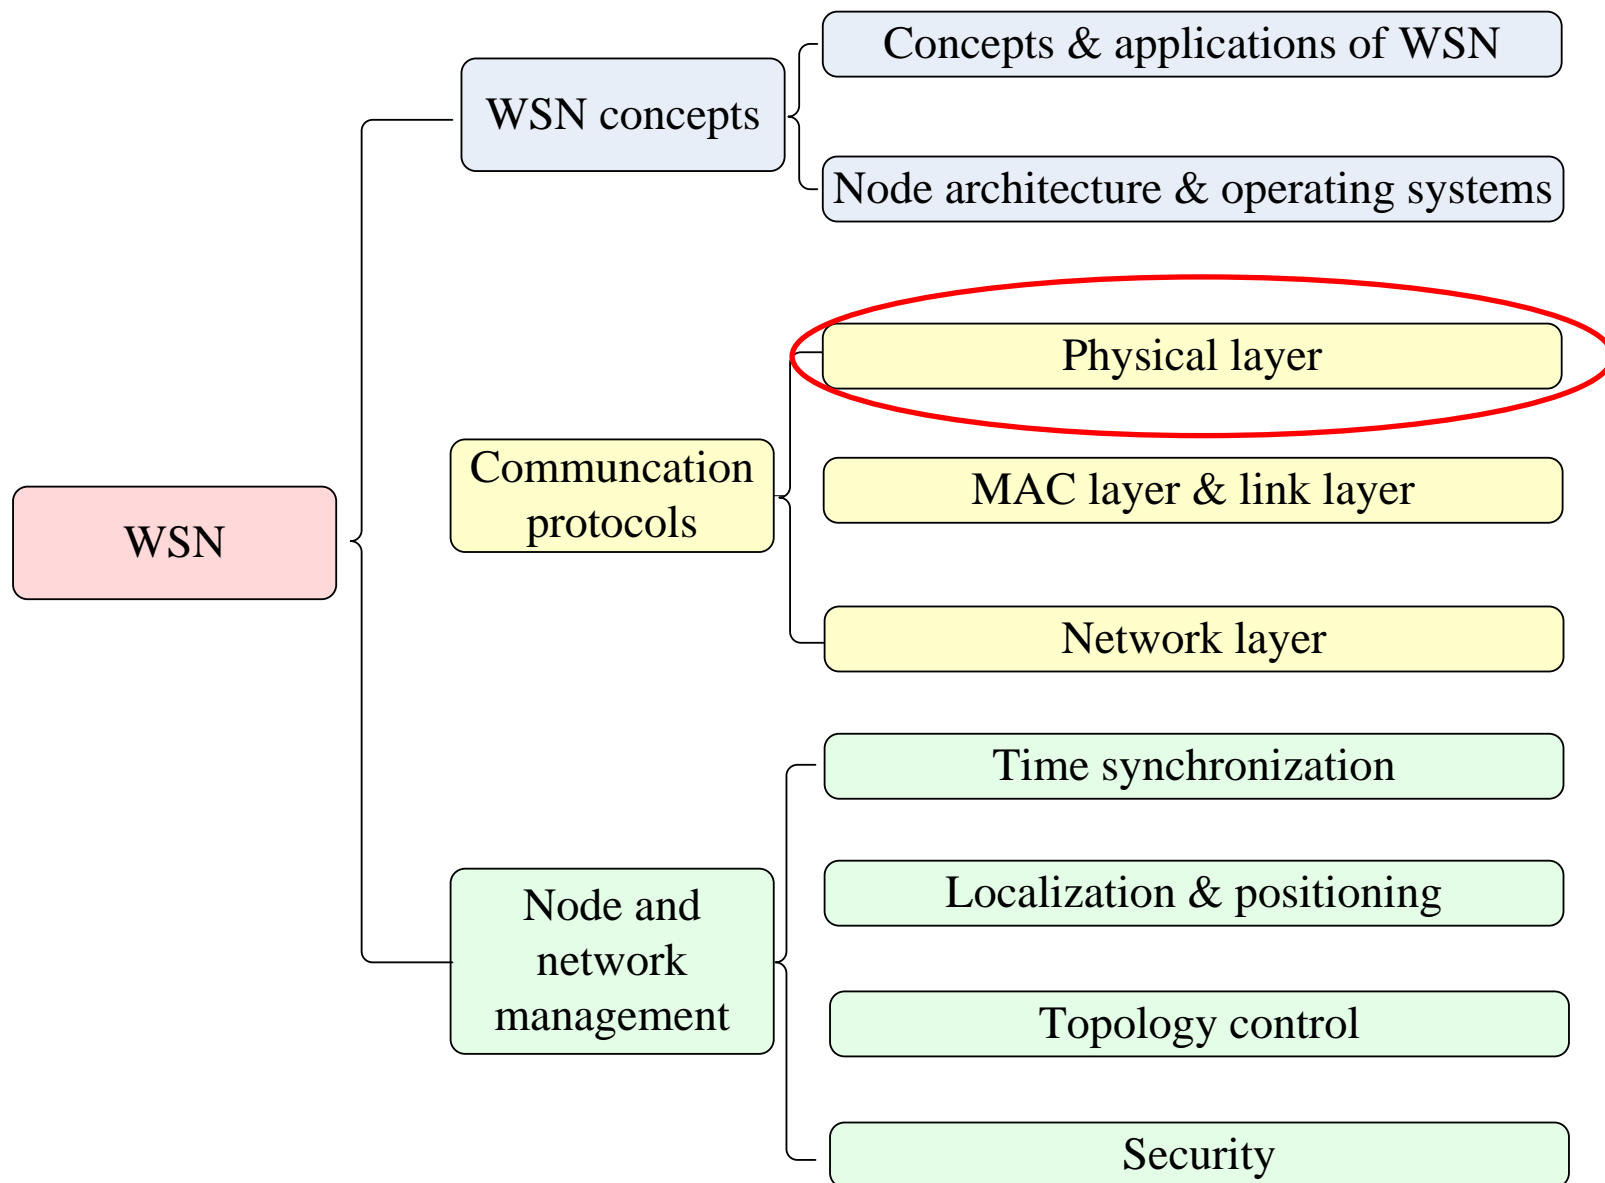 Concepts & applications of WSN
WSN concepts
Node architecture & operating systems
Physical layer
Communcation
protocols
MAC layer & link layer
WSN
Network layer
Time synchronization
Node and
network
management
Localization & positioning
Topology control
Security